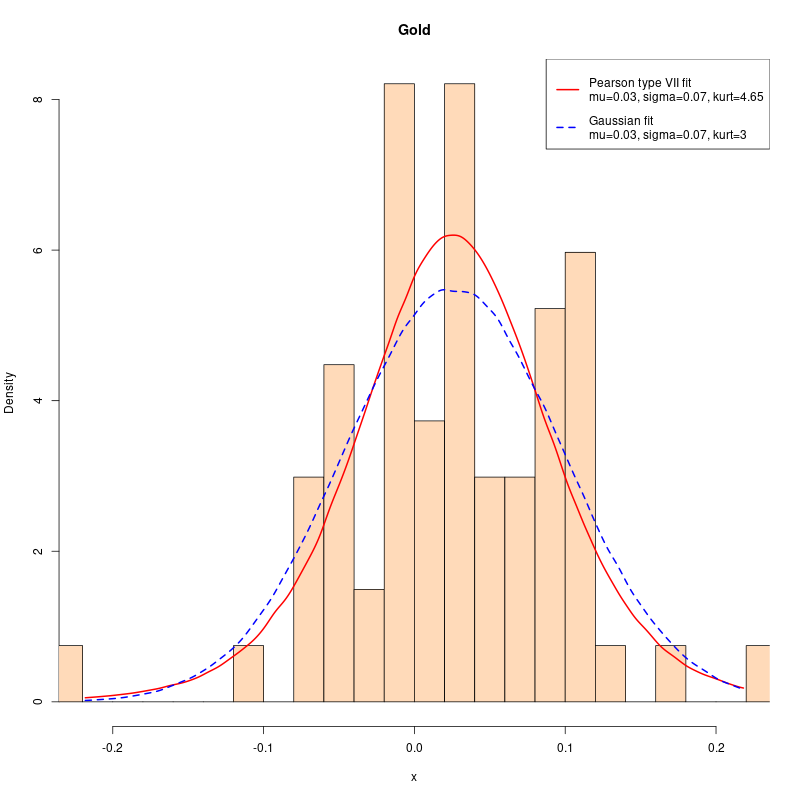 Gold
Pearson type VII fit
mu=0.03, sigma=0.07, kurt=4.65
Gaussian fit
mu=0.03, sigma=0.07, kurt=3
8
6
4
2
0
Density
-0.2 -0.1 0.0 0.1 0.2
x